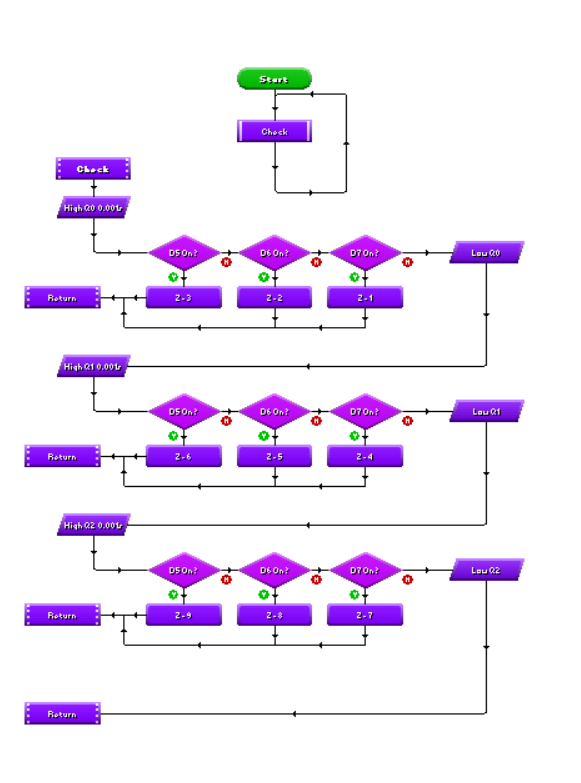 Start
Check
Check
High Q0 0.001s
D5 On?
D6 On?
D7 On?
Low Q0
N
N
N
Y
Y
Y
Return
Z-3
Z-2
Z-1
High Q1 0.001s
D5 On?
D6 On?
D7 On?
Low Q1
N
N
N
Y
Y
Y
Return
Z-6
Z-5
Z-4
High Q2 0.001s
D5 On?
D6 On?
D7 On?
Low Q2
N
N
N
Y
Y
Y
Return
Z-9
Z-8
Z-7
Return